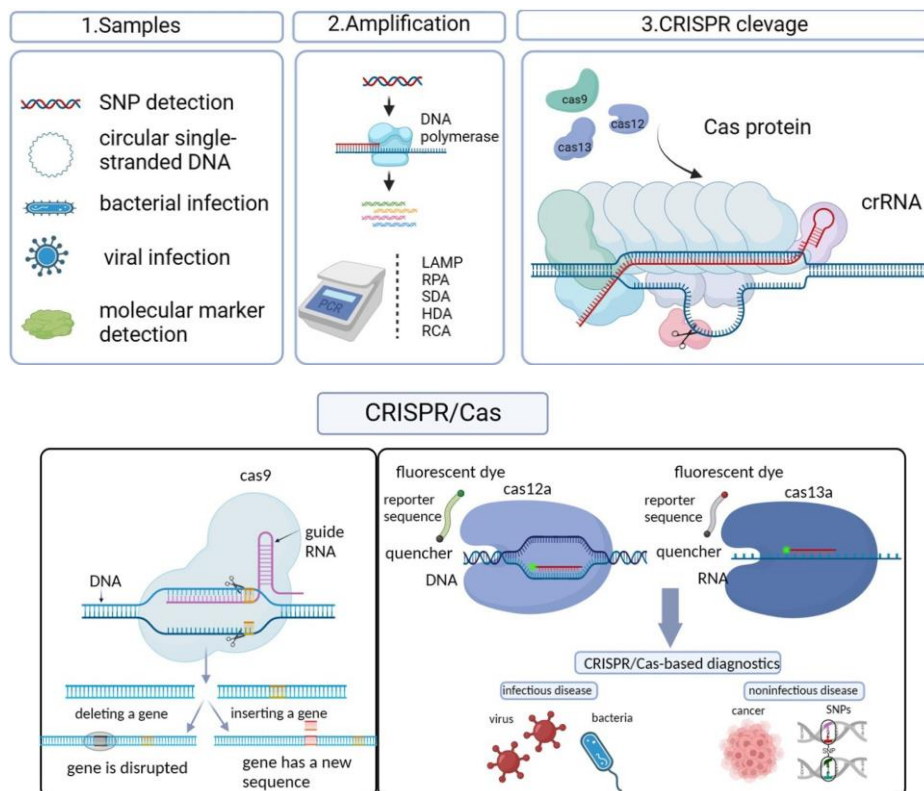 1.Samples
SNP detection
circular single-
stranded DNA
bacterial infection
viral infection
molecular marker
detection
2.Amplification
DNA
polymerase
PCR
LAMP
RPA
SDA
HDA
RCA
3.CRISPR clevage
cas9
cas12
cas13
Cas protein
crRNA
CRISPR/Cas
cas9
guide
RNA
DNA
deleting a gene
inserting a gene
gene is disrupted
gene has a new
sequence
fluorescent dye
cas12a
reporter
sequence
quencher
DNA
fluorescent dye
cas13a
reporter
sequence
quencher
RNA
CRISPR/Cas-based diagnostics
infectious disease
virus
bacteria
noninfectious disease
cancer
SNPs
SNP